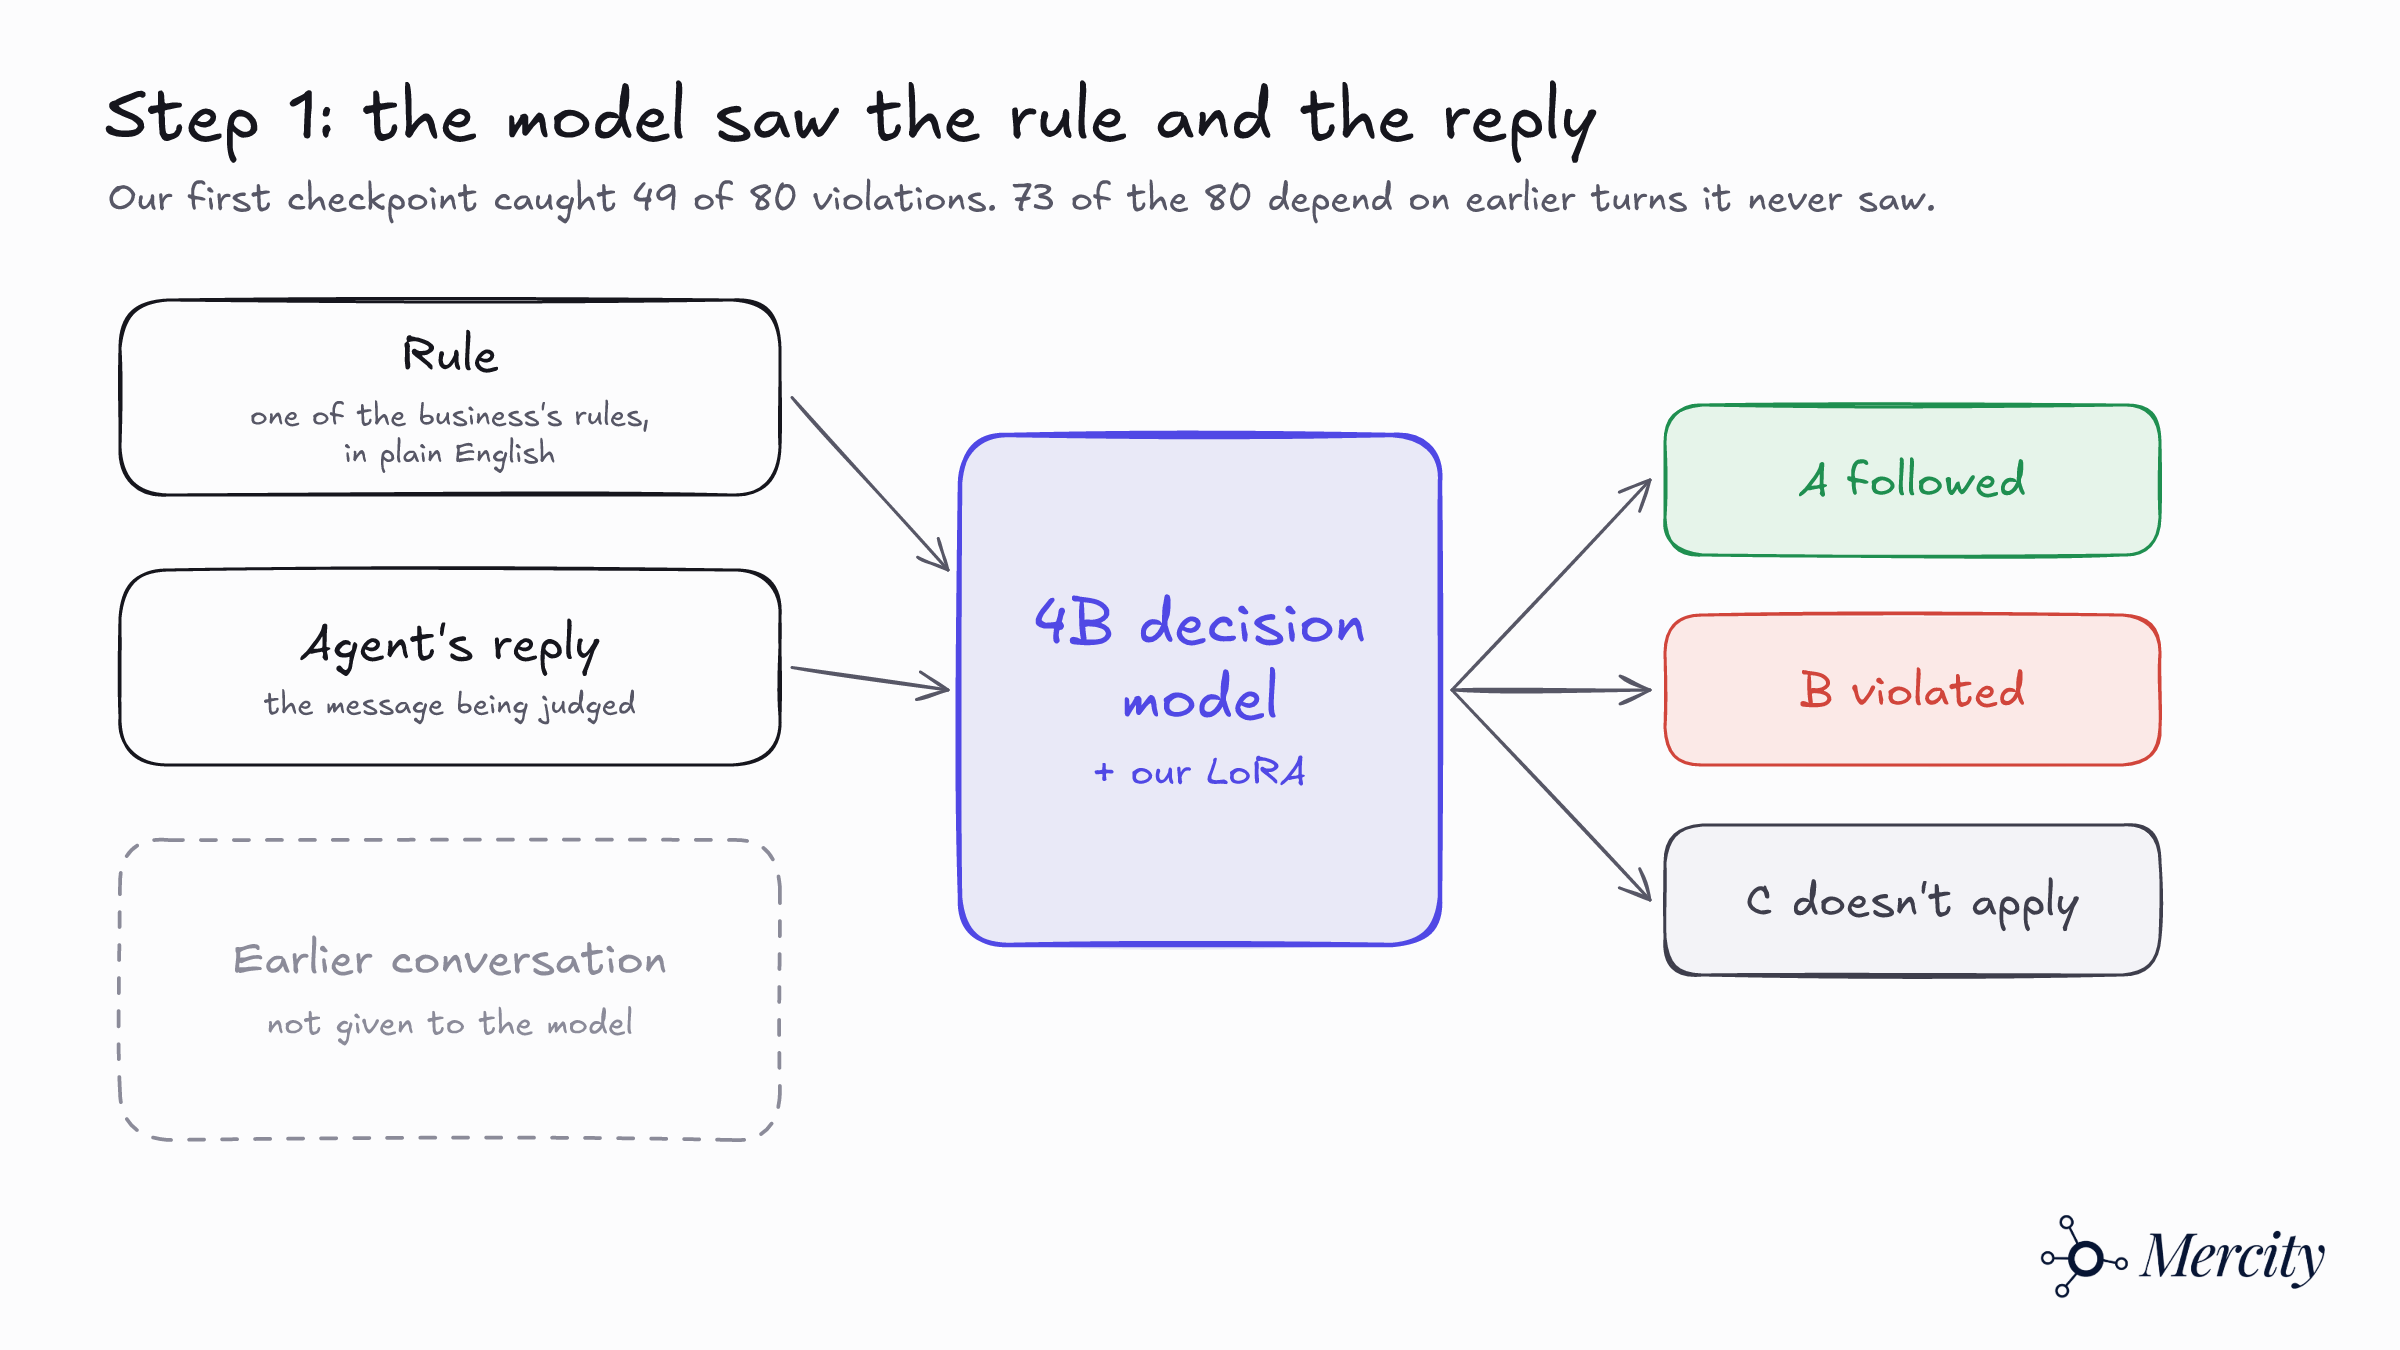 Step 1: the model saw the rule and the reply
Our first checkpoint caught 49 of 80 violations. 73 of the 80 depend on earlier turns it never saw.
Rule
one of the business's rules,
in plain English
Agent's reply
the message being judged
Earlier conversation
not given to the model
4B decision
model
+ our LoRA
A followed
B violated
C doesn't apply
Mercity